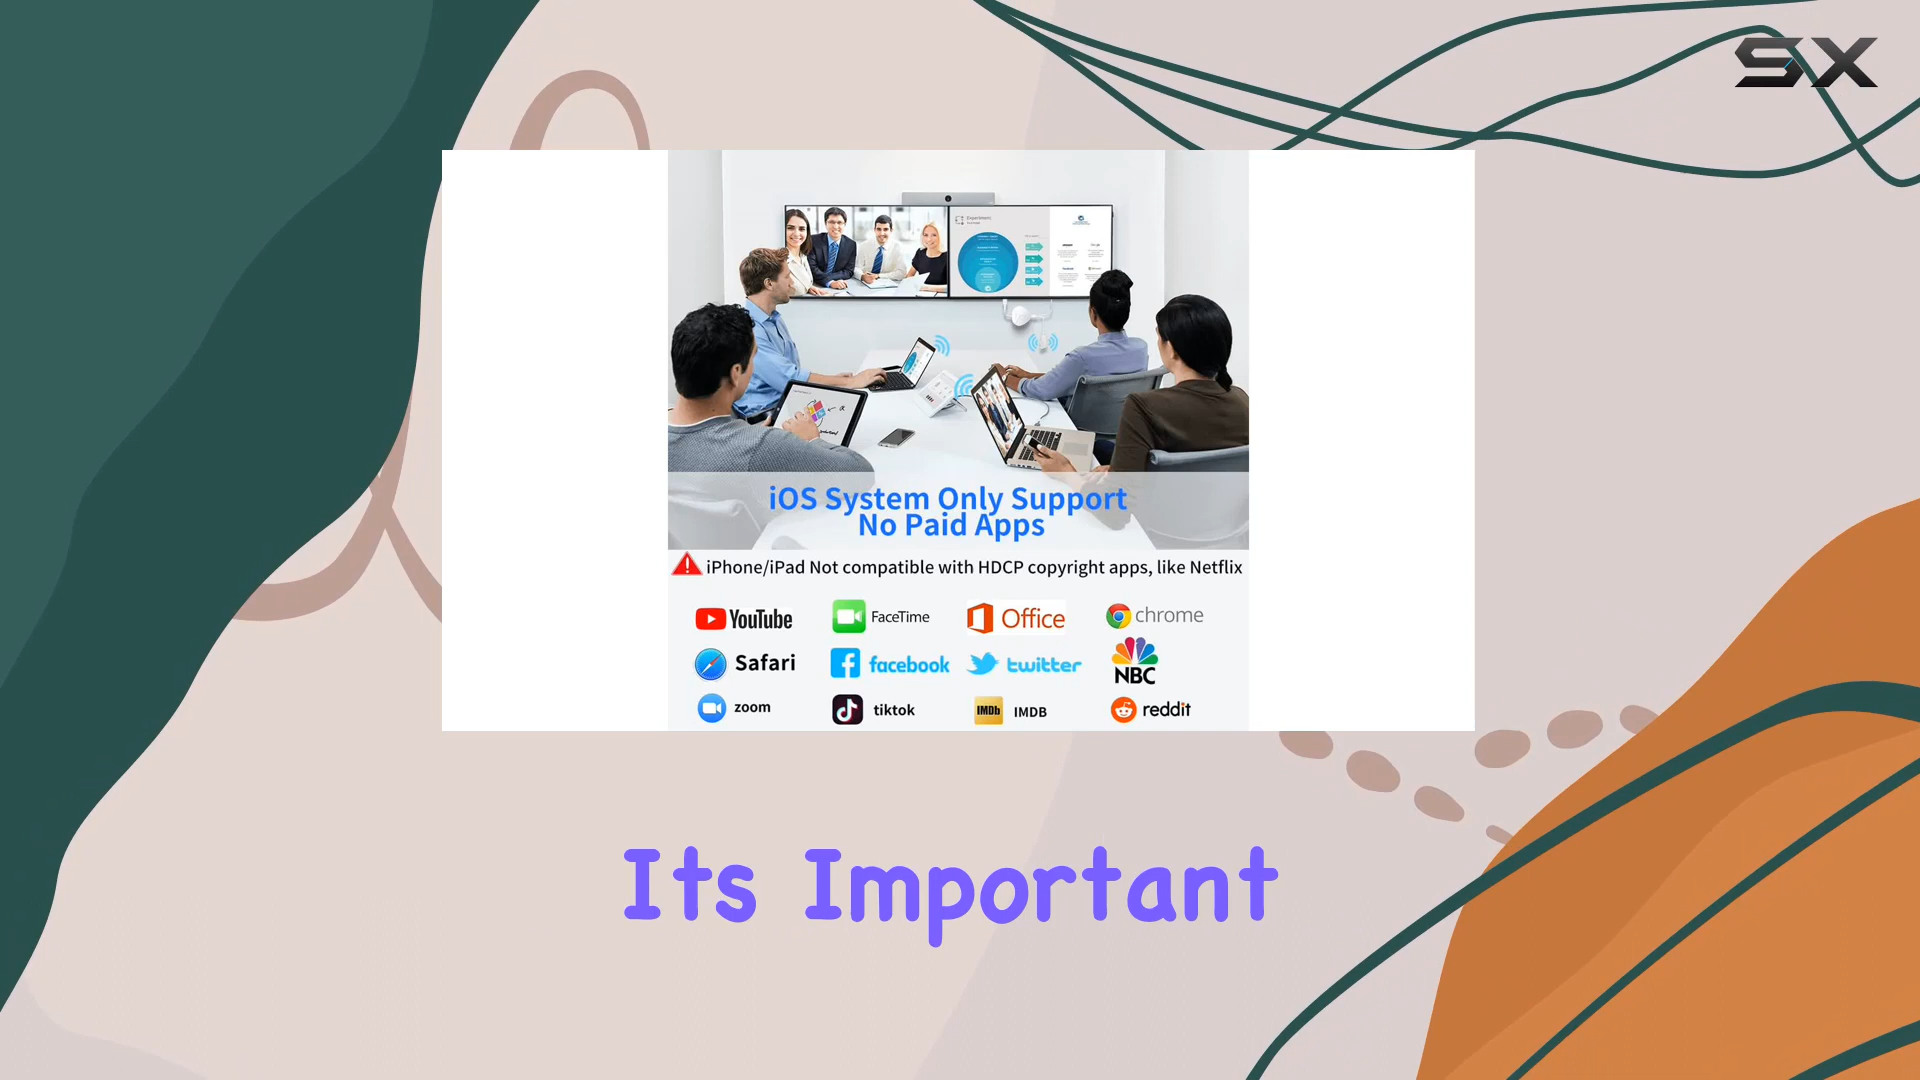 SX
Experiment
iOS System Only Support
No Paid Apps
iPhone/iPad Not compatible with HDCP copyright apps, like Netflix
YouTube FaceTime Office chrome
Safari facebook twitter NBC
zoom tiktok IMDb IMDB reddit
Its Important